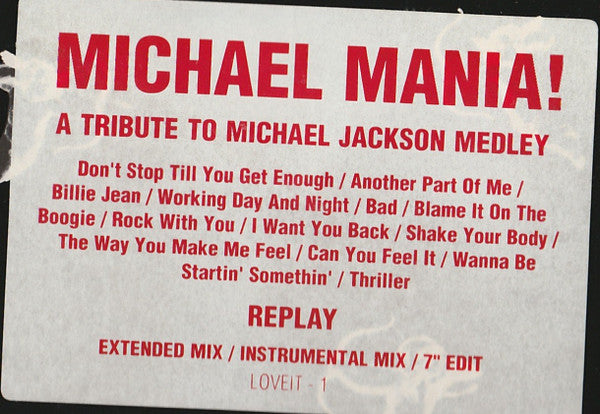 MICHAEL MANIA!
A TRIBUTE TO MICHAEL JACKSON MEDLEY
Don't Stop Till You Get Enough / Another Part Of Me /
Billie Jean / Working Day And Night / Bad / Blame It On The
Boogie / Rock With You / I Want You Back / Shake Your Body /
The Way You Make Me Feel / Can You Feel It / Wanna Be
Startin' Somethin' / Thriller
REPLAY
EXTENDED MIX / INSTRUMENTAL MIX / 7" EDIT
LOVEIT - 1